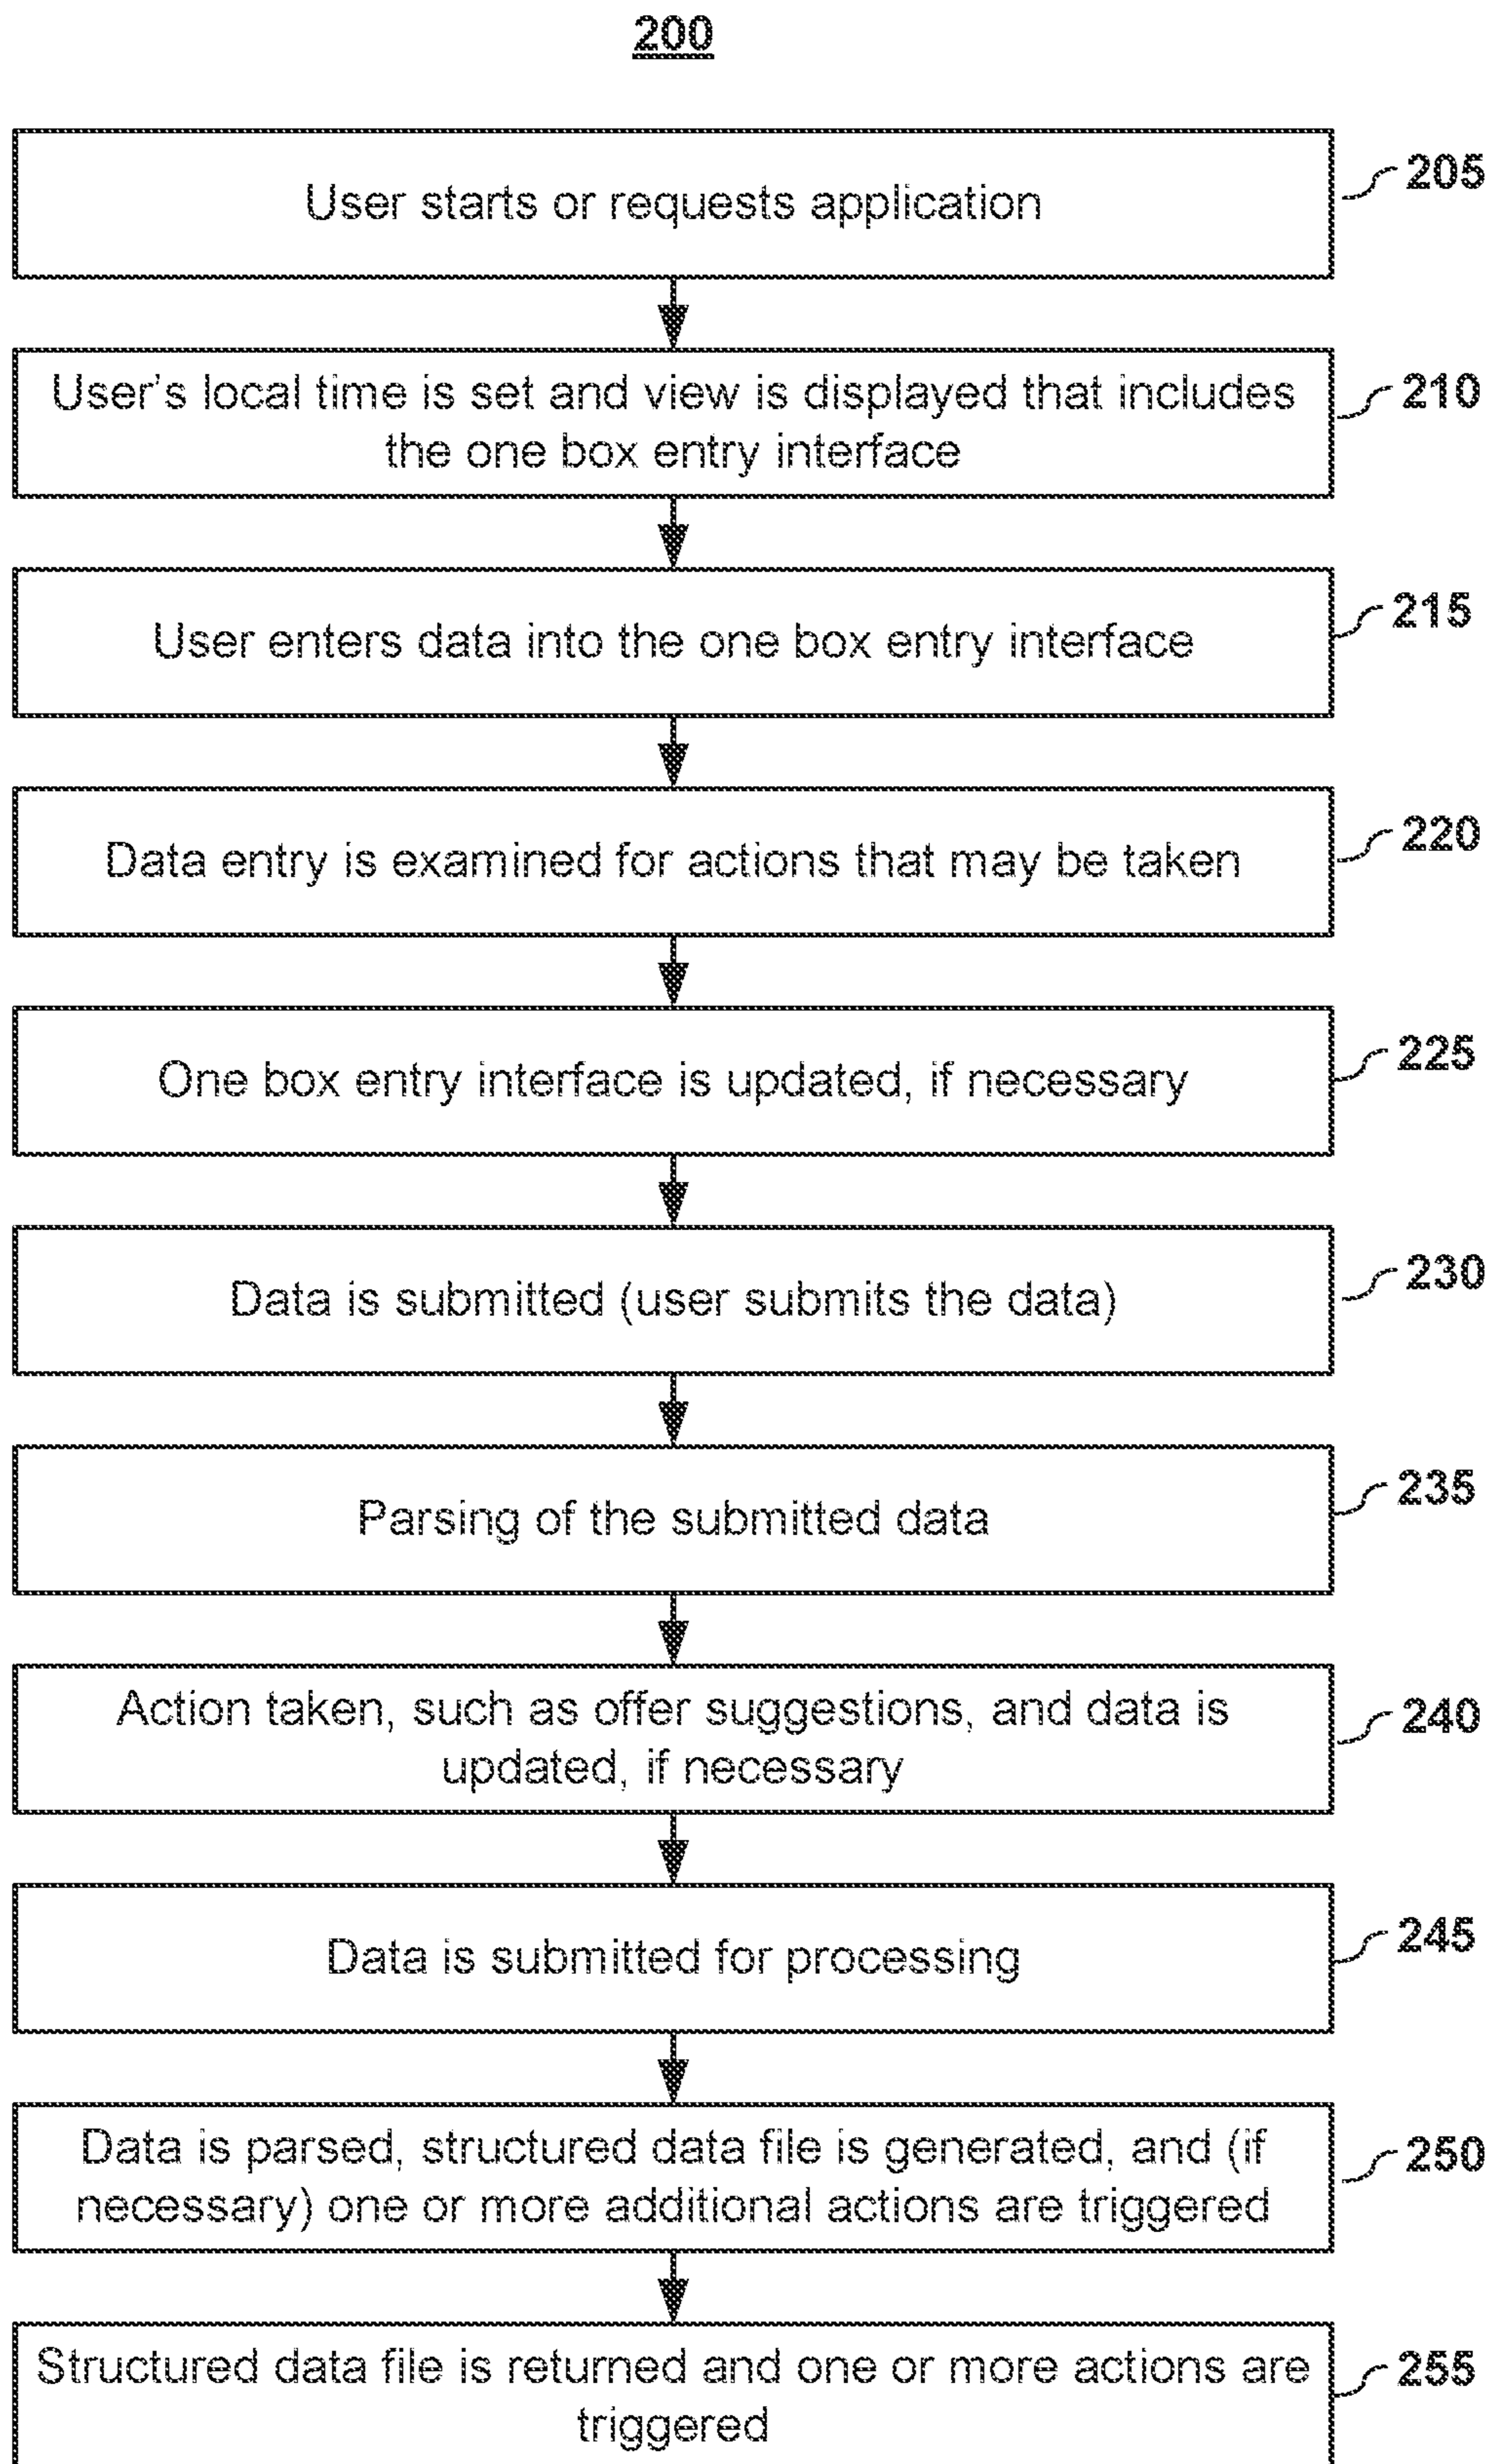 200
User starts or requests application
205
User's local time is set and view is displayed that includes
the one box entry interface
210
User enters data into the one box entry interface
215
Data entry is examined for actions that may be taken
220
One box entry interface is updated, if necessary
225
Data is submitted (user submits the data)
230
Parsing of the submitted data
235
Action taken, such as offer suggestions, and data is
updated, if necessary
240
Data is submitted for processing
245
Data is parsed, structured data file is generated, and (if
necessary) one or more additional actions are triggered
250
Structured data file is returned and one or more actions are
triggered
255